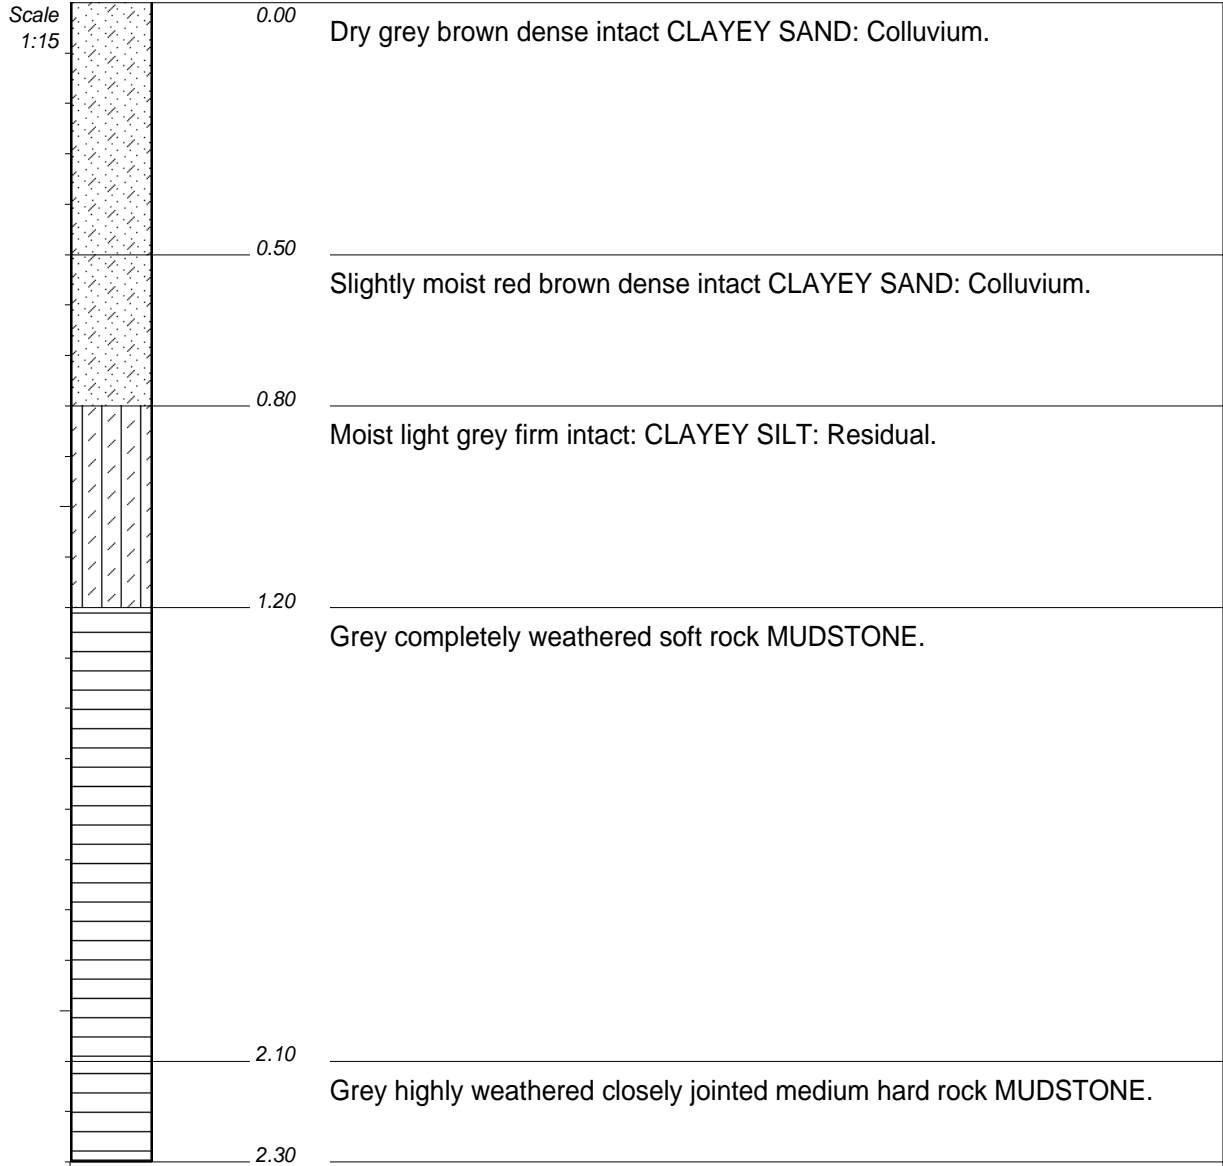 Scale
1:15
0.00
Dry grey brown dense intact CLAYEY SAND: Colluvium.
0.50
Slightly moist red brown dense intact CLAYEY SAND: Colluvium.
0.80
Moist light grey firm intact: CLAYEY SILT: Residual.
1.20
Grey completely weathered soft rock MUDSTONE.
2.10
Grey highly weathered closely jointed medium hard rock MUDSTONE.
2.30